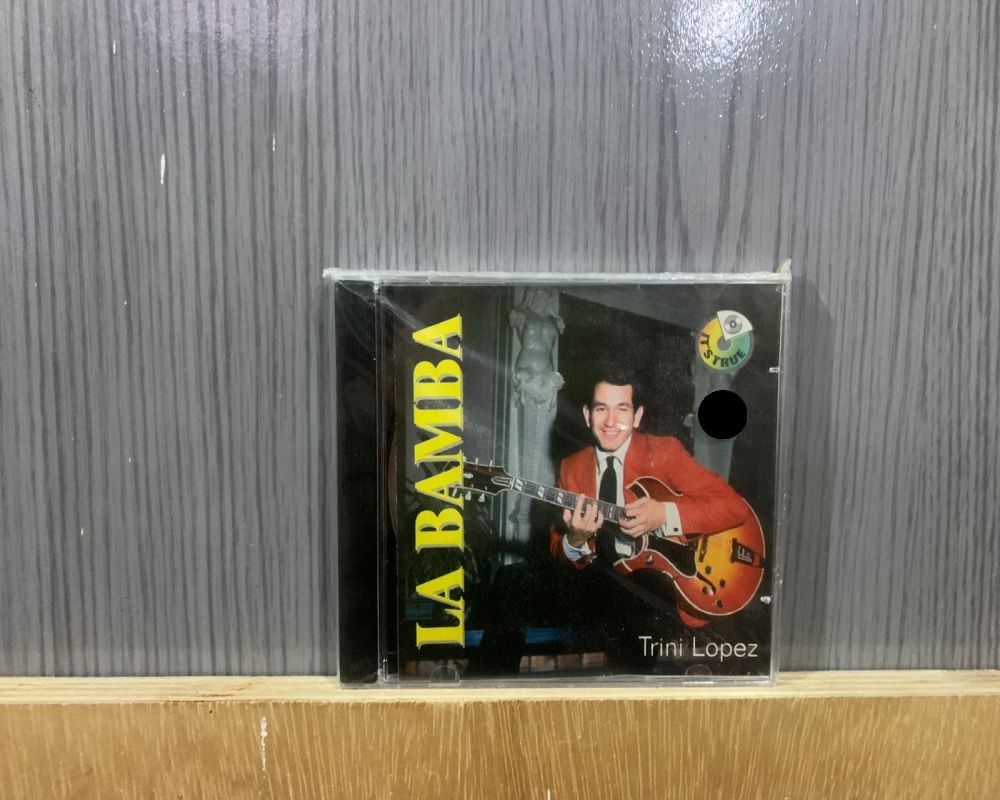 LA BAMBA
IT'S TRUE
Trini Lopez